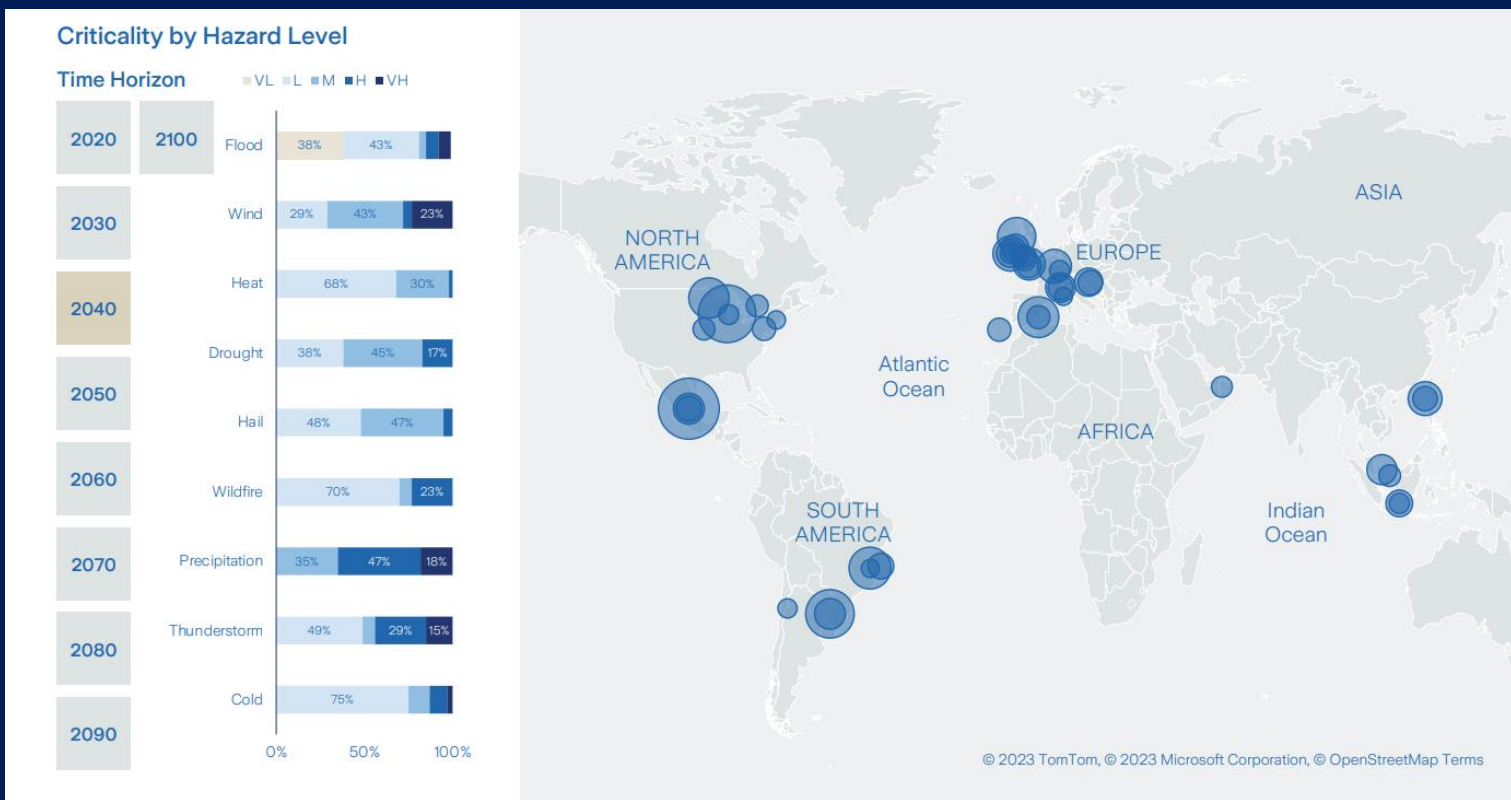 Criticality by Hazard Level
Time Horizon
VL L M H VH
2020
2100
2030
2040
2050
2060
2070
2080
2090
Flood 38% 43%
Wind 29% 43% 23%
Heat 68% 30%
Drought 38% 45% 17%
Hail 48% 47%
Wildfire 70% 23%
Precipitation 35% 47% 18%
Thunderstorm 49% 29% 15%
Cold 75%
0% 50% 100%
NORTH
AMERICA
EUROPE
ASIA
Atlantic
Ocean
AFRICA
SOUTH
AMERICA
Indian
Ocean
© 2023 TomTom, © 2023 Microsoft Corporation, © OpenStreetMap Terms